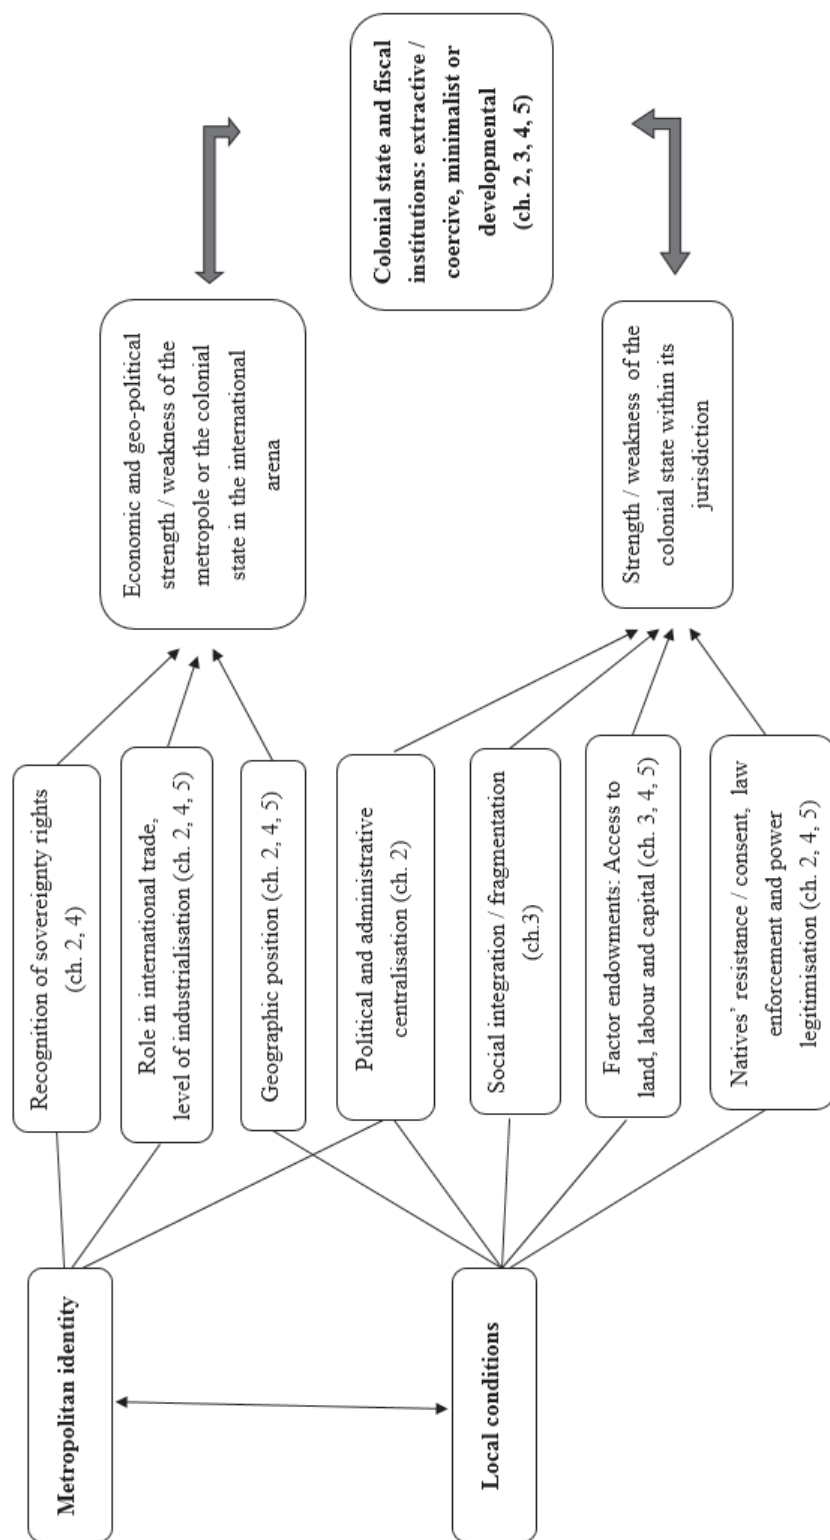 Metropolitan identity
Local conditions
Recognition of sovereignty rights
(ch. 2, 4)
Role in international trade,
level of industrialisation (ch. 2, 4, 5)
Geographic position (ch. 2, 4, 5)
Political and administrative
centralisation (ch. 2)
Social integration / fragmentation
(ch.3)
Factor endowments: Access to
land, labour and capital (ch. 3, 4, 5)
Natives’ resistance / consent, law
enforcement and power
legitimisation (ch. 2, 4, 5)
Economic and geo-political
strength / weakness of the
metropole or the colonial
state in the international
arena
Strength / weakness of the
colonial state within its
jurisdiction
Colonial state and fiscal
institutions: extractive /
coercive, minimalist or
developmental
(ch. 2, 3, 4, 5)